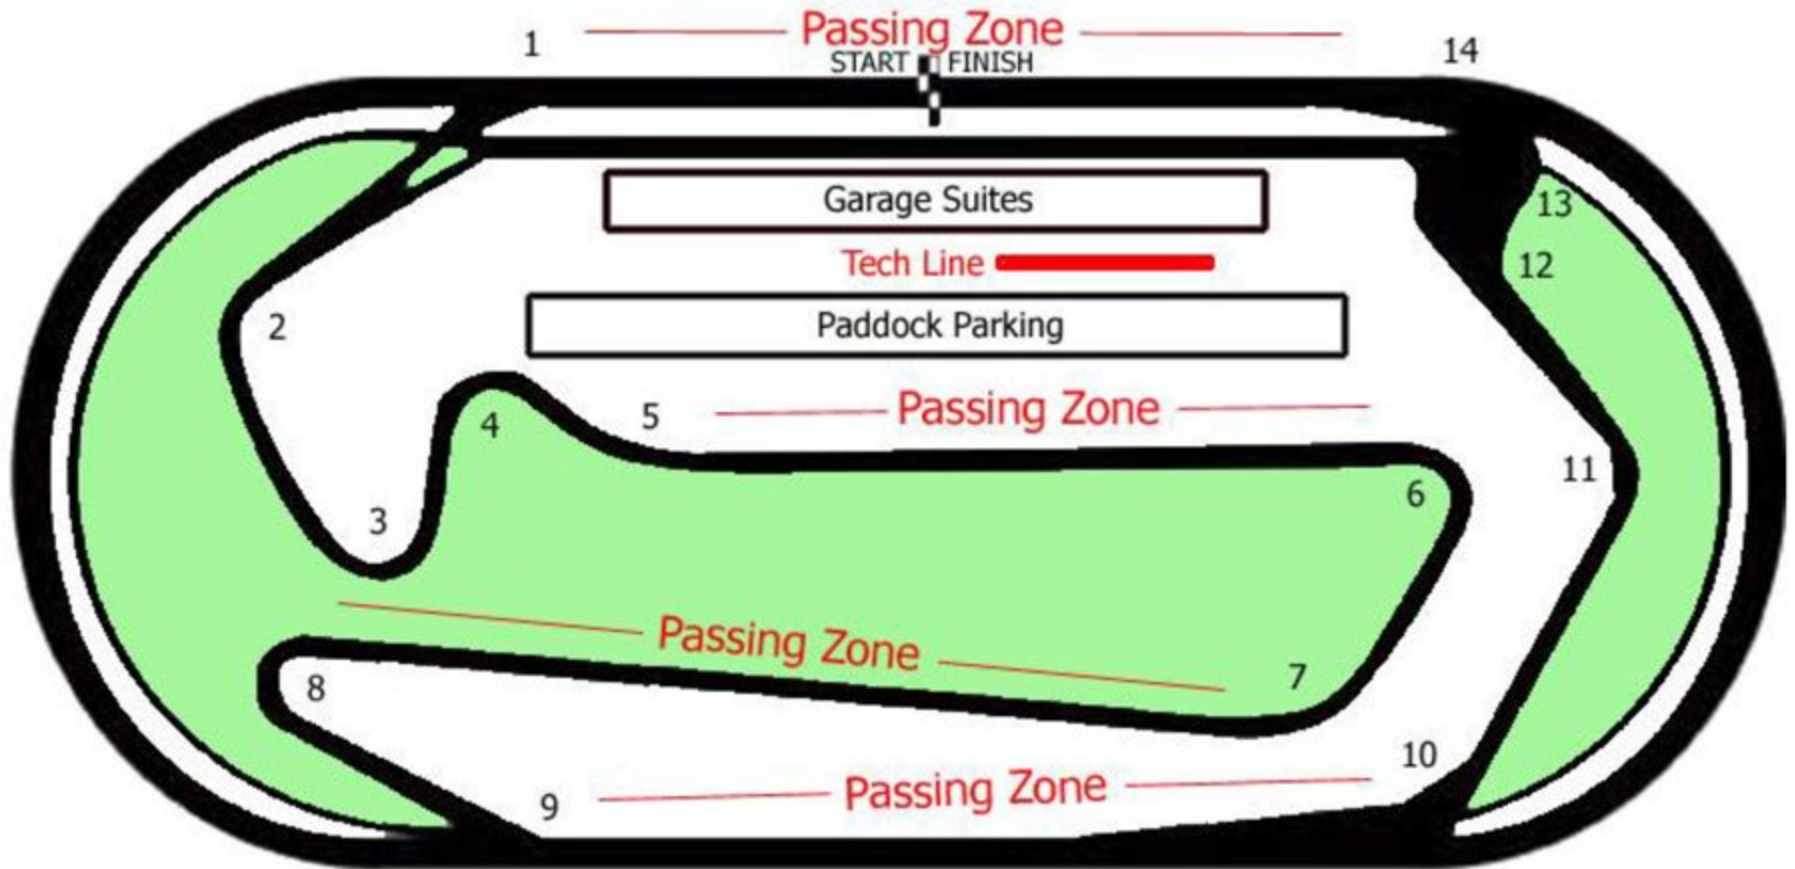 Passing Zone
1
14
START FINISH
Garage Suites
13
Tech Line
12
2
Paddock Parking
Passing Zone
4
5
11
6
3
Passing Zone
7
8
10
Passing Zone
9